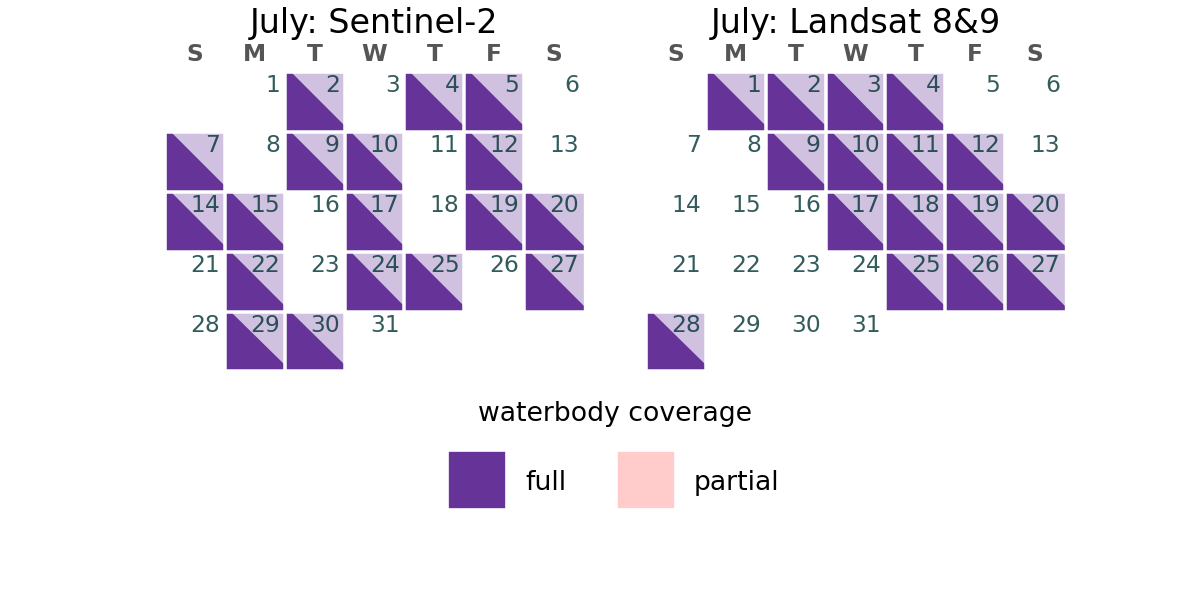 July: Sentinel-2
S M T W T F S
1 2 3 4 5 6
7 8 9 10 11 12 13
14 15 16 17 18 19 20
21 22 23 24 25 26 27
28 29 30 31
July: Landsat 8&9
S M T W T F S
1 2 3 4 5 6
7 8 9 10 11 12 13
14 15 16 17 18 19 20
21 22 23 24 25 26 27
28 29 30 31
waterbody coverage
full partial